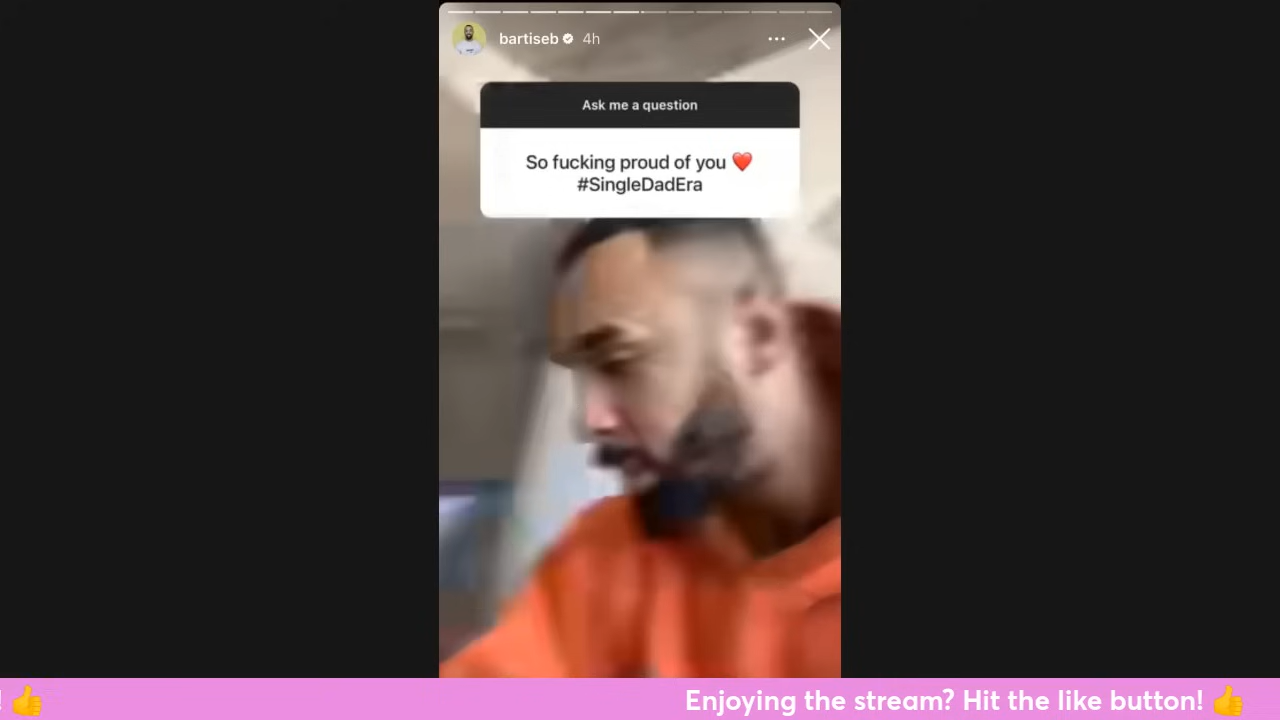 bartiseb 4h
Ask me a question
So fucking proud of you ❤️
#SingleDadEra
! 👍 Enjoying the stream? Hit the like button! 👍